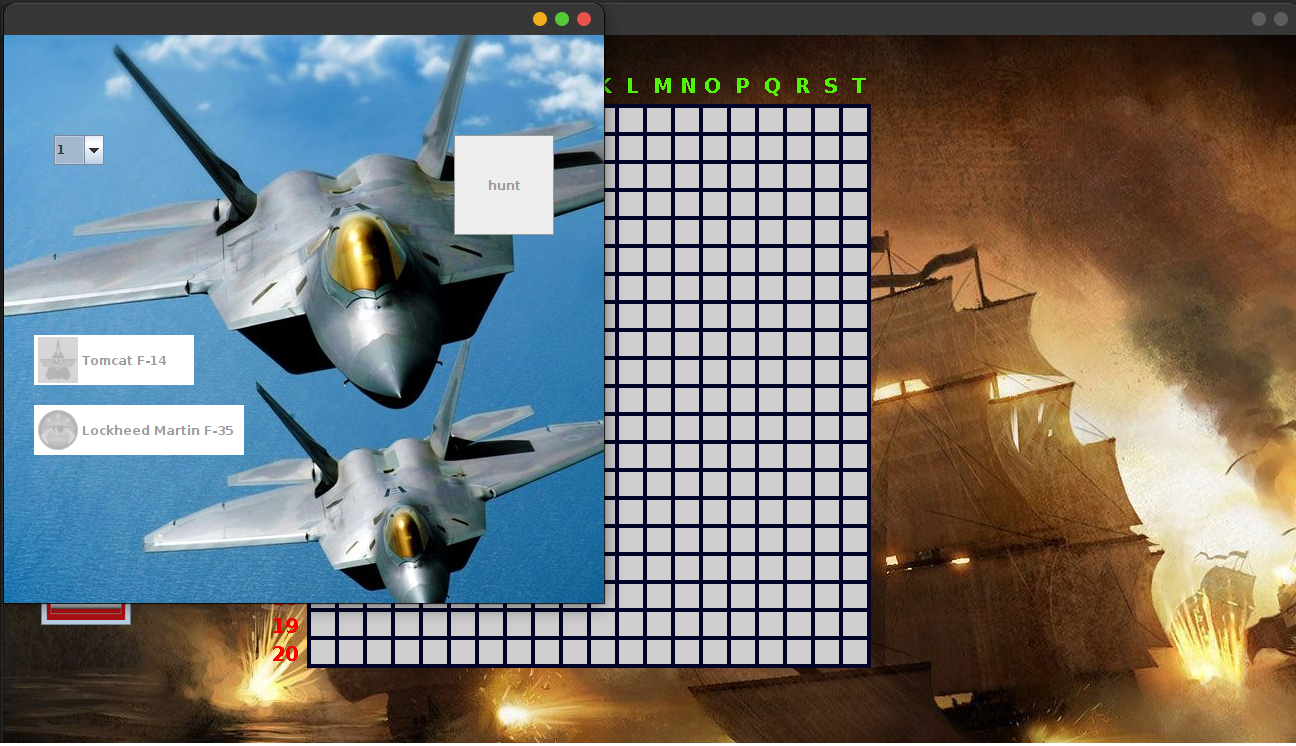 L M N O P Q R S T
1
hunt
Tomcat F-14
Lockheed Martin F-35
19
20